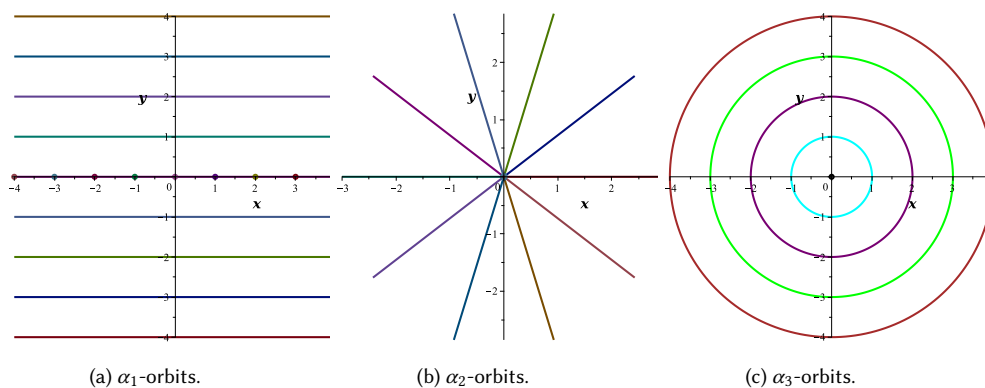 4
3
y
2
1
−4 −3 −2 −1 0 1 2 3
x
−1
−2
−3
−4
(a) α₁-orbits.
2
y
1
−3 −2 −1 0 1 2
x
−1
−2
(b) α₂-orbits.
4
3
y
2
1
−4 −3 −2 −1 0 1 2 3
x
−1
−2
−3
−4
(c) α₃-orbits.